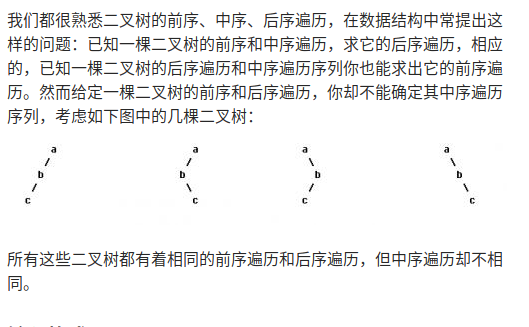 我们都很熟悉二叉树的前序、中序、后序遍历，在数据结构中常提出这
样的问题：已知一棵二叉树的前序和中序遍历，求它的后序遍历，相应
的，已知一棵二叉树的后序遍历和中序遍历序列你也能求出它的前序遍
历。然而给定一棵二叉树的前序和后序遍历，你却不能确定其中序遍历
序列，考虑如下图中的几棵二叉树：
a a a a
b b b b
c c c c
所有这些二叉树都有着相同的前序遍历和后序遍历，但中序遍历却不相
同。